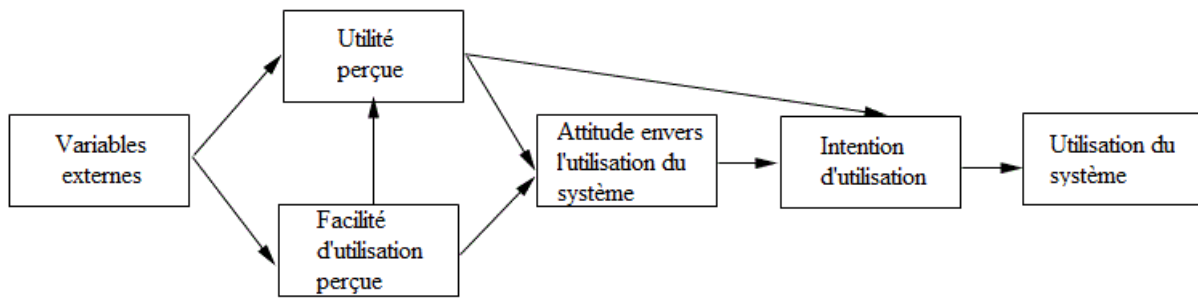 Utilité
perçue
Variables
externes
Facilité
d'utilisation
perçue
Attitude envers
l'utilisation du
système
Intention
d'utilisation
Utilisation du
système